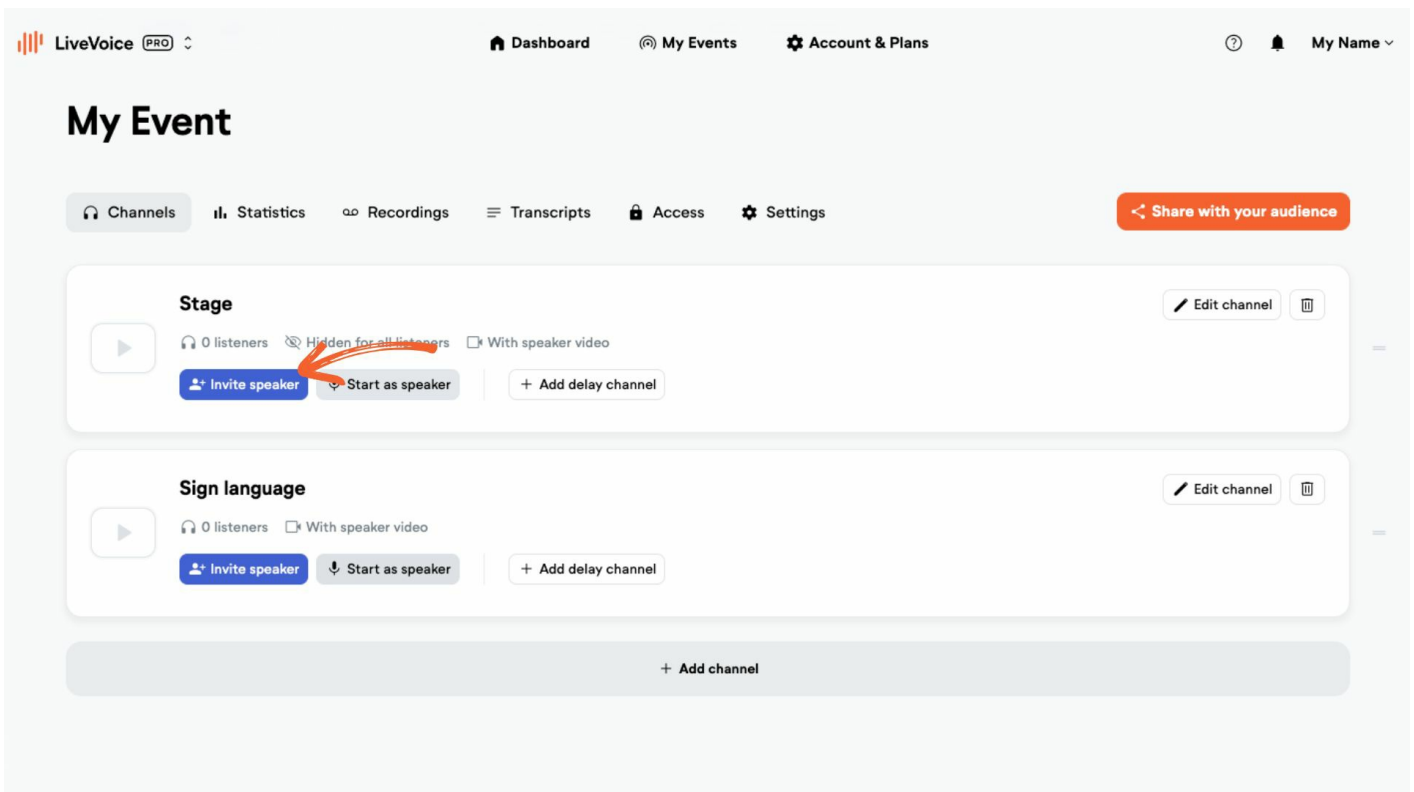 LiveVoice PRO Dashboard My Events Account & Plans My Name
My Event
Channels Statistics Recordings Transcripts Access Settings Share with your audience
Stage Edit channel
0 listeners Hidden for all listeners With speaker video
Invite speaker Start as speaker + Add delay channel
Sign language Edit channel
0 listeners With speaker video
Invite speaker Start as speaker + Add delay channel
+ Add channel